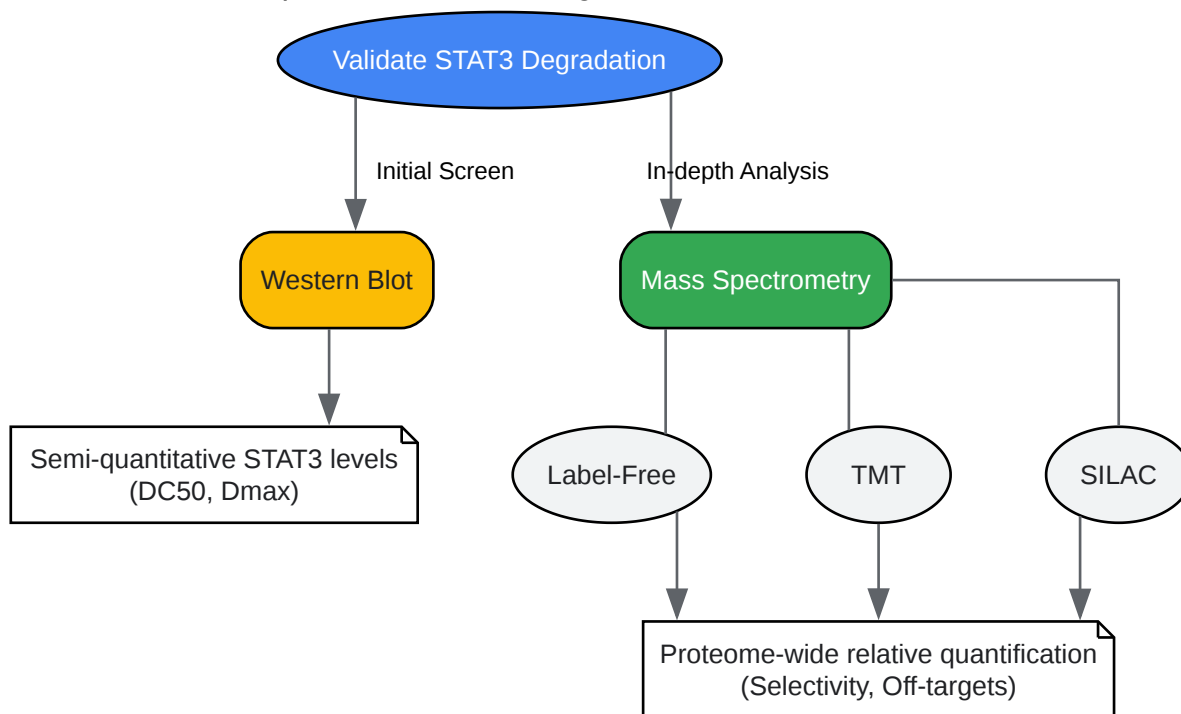 Validate STAT3 Degradation
Initial Screen
In-depth Analysis
Western Blot
Mass Spectrometry
Semi-quantitative STAT3 levels
(DC50, Dmax)
Label-Free
TMT
SILAC
Proteome-wide relative quantification
(Selectivity, Off-targets)